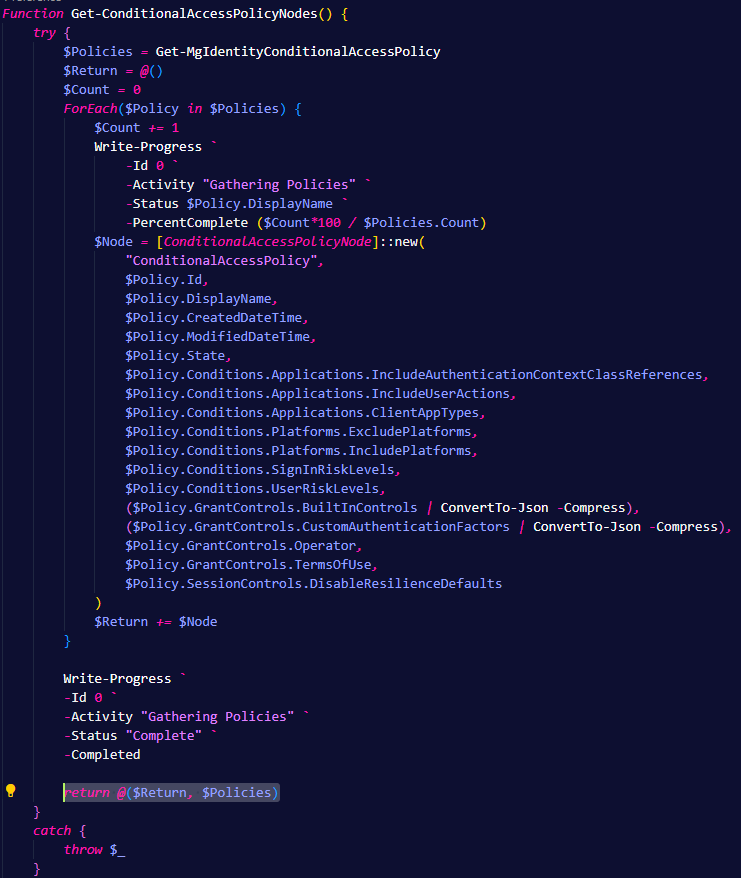 Function Get-ConditionalAccessPolicyNodes() {
try {
$Policies = Get-MgIdentityConditionalAccessPolicy
$Return = @()
$Count = 0
ForEach($Policy in $Policies) {
$Count += 1
Write-Progress `
-Id 0 `
-Activity "Gathering Policies" `
-Status $Policy.DisplayName `
-PercentComplete ($Count*100 / $Policies.Count)
$Node = [ConditionalAccessPolicyNode]::new(
"ConditionalAccessPolicy",
$Policy.Id,
$Policy.DisplayName,
$Policy.CreatedDateTime,
$Policy.ModifiedDateTime,
$Policy.State,
$Policy.Conditions.Applications.IncludeAuthenticationContextClassReferences,
$Policy.Conditions.Applications.IncludeUserActions,
$Policy.Conditions.Applications.ClientAppTypes,
$Policy.Conditions.Platforms.ExcludePlatforms,
$Policy.Conditions.Platforms.IncludePlatforms,
$Policy.Conditions.SignInRiskLevels,
$Policy.Conditions.UserRiskLevels,
($Policy.GrantControls.BuiltInControls | ConvertTo-Json -Compress),
($Policy.GrantControls.CustomAuthenticationFactors | ConvertTo-Json -Compress),
$Policy.GrantControls.Operator,
$Policy.GrantControls.TermsOfUse,
$Policy.SessionControls.DisableResilienceDefaults
)
$Return += $Node
}
Write-Progress `
-Id 0 `
-Activity "Gathering Policies" `
-Status "Complete" `
-Completed
return @($Return, $Policies)
}
catch {
throw $_
}